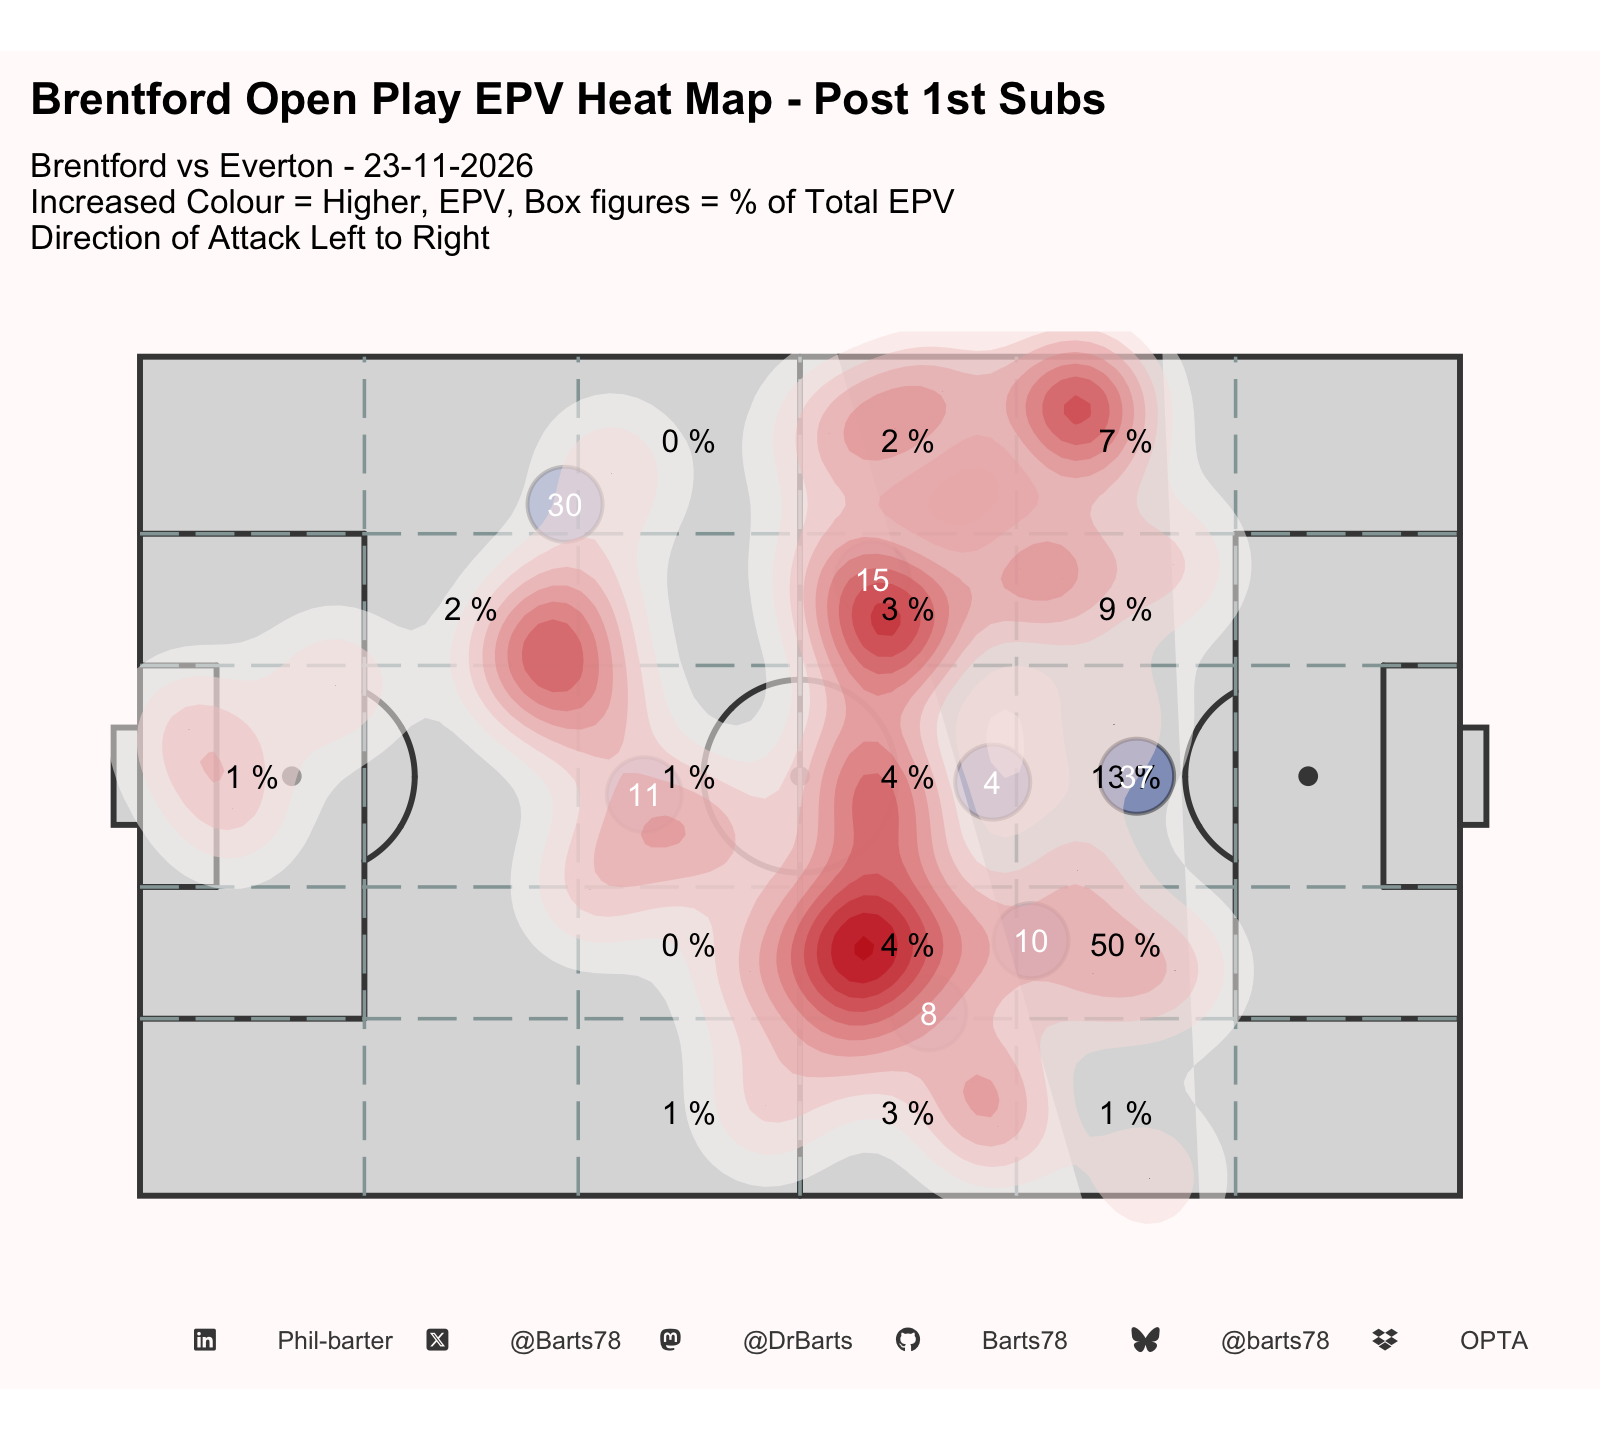 Brentford Open Play EPV Heat Map - Post 1st Subs
Brentford vs Everton - 23-11-2026
Increased Colour = Higher, EPV, Box figures = % of Total EPV
Direction of Attack Left to Right
0 % 2 % 7 %
30
15
2 % 3 % 9 %
1 % 11 1 % 4 % 4 13 % 37
0 % 4 % 10 50 %
8
1 % 3 % 1 %
Phil-barter @Barts78 @DrBarts Barts78 @barts78 OPTA